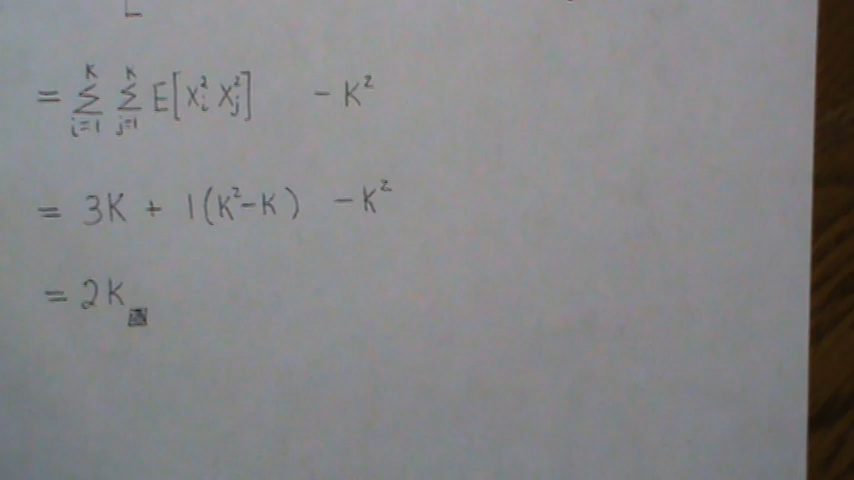 = Σ_{i=1}^{K} Σ_{j=1}^{K} E[X_i^2 X_j^2] - K^2
= 3K + 1(K^2-K) - K^2
= 2K